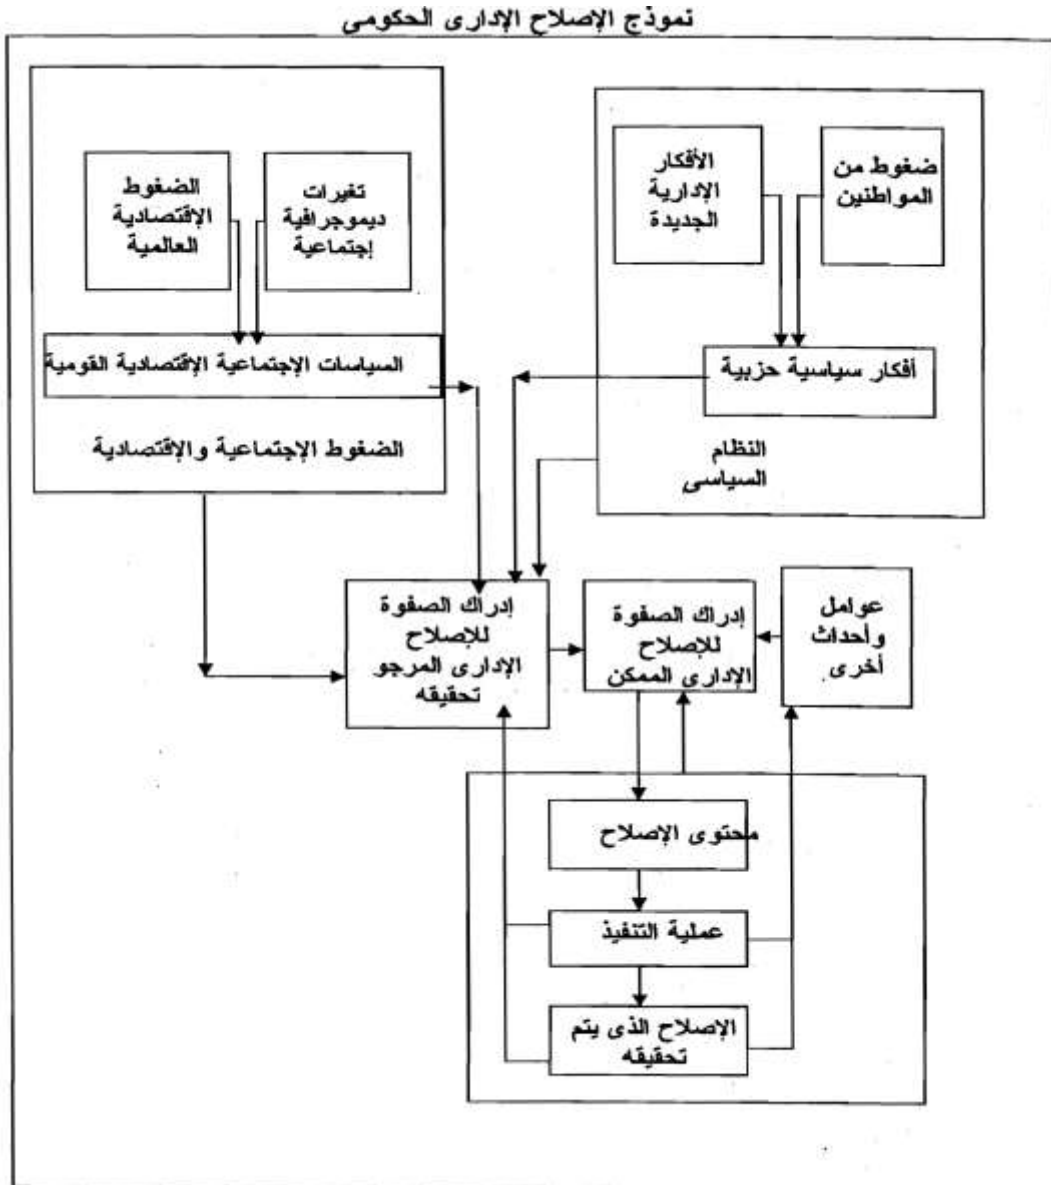 نموذج الإصلاح الإدارى الحكومى
ضغوط من
المواطنين
الأفكار
الإدارية
الجديدة
أفكار سياسية حزبية
النظام
السياسى
تغيرات
ديموجرافية
إجتماعية
الضغوط
الإقتصادية
العالمية
السياسات الإجتماعية الإقتصادية القومية
الضغوط الإجتماعية والإقتصادية
عوامل
وأحداث
أخرى
إدراك الصفوة
للإصلاح
الإدارى الممكن
إدراك الصفوة
للإصلاح
الإدارى المرجو
تحقيقه
محتوى الإصلاح
عملية التنفيذ
الإصلاح الذى يتم
تحقيقه